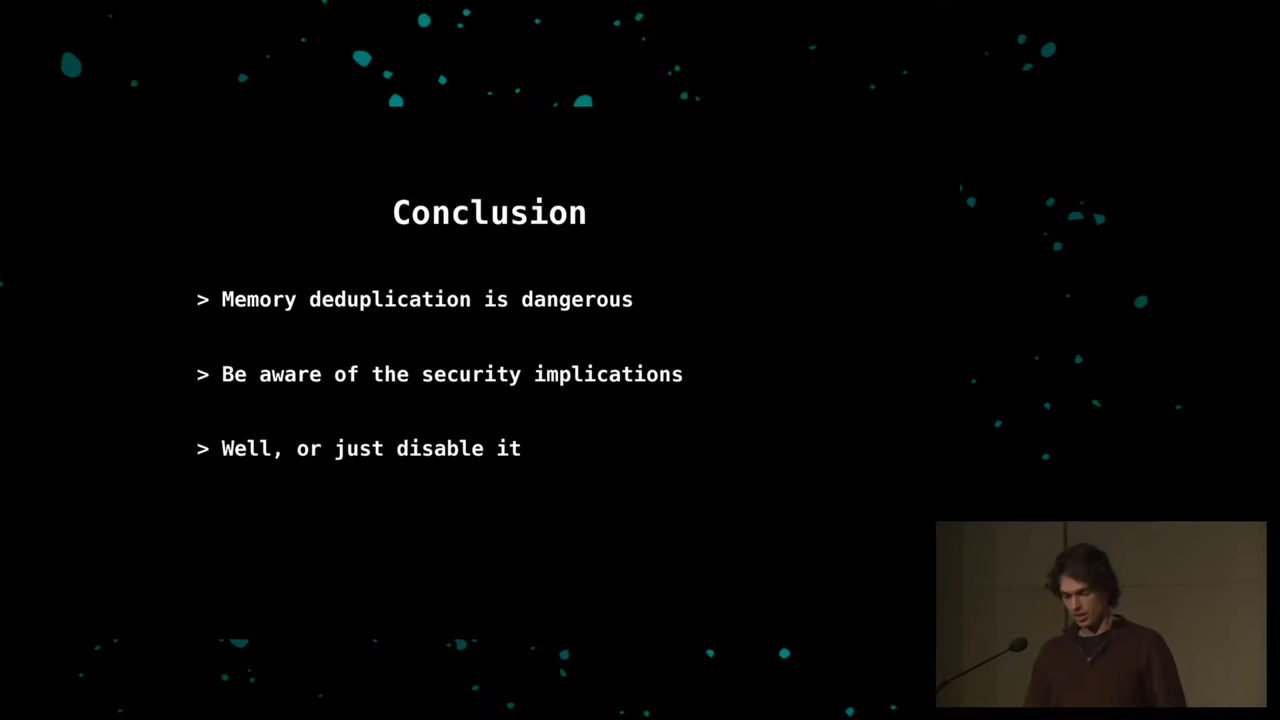 Conclusion
> Memory deduplication is dangerous
> Be aware of the security implications
> Well, or just disable it